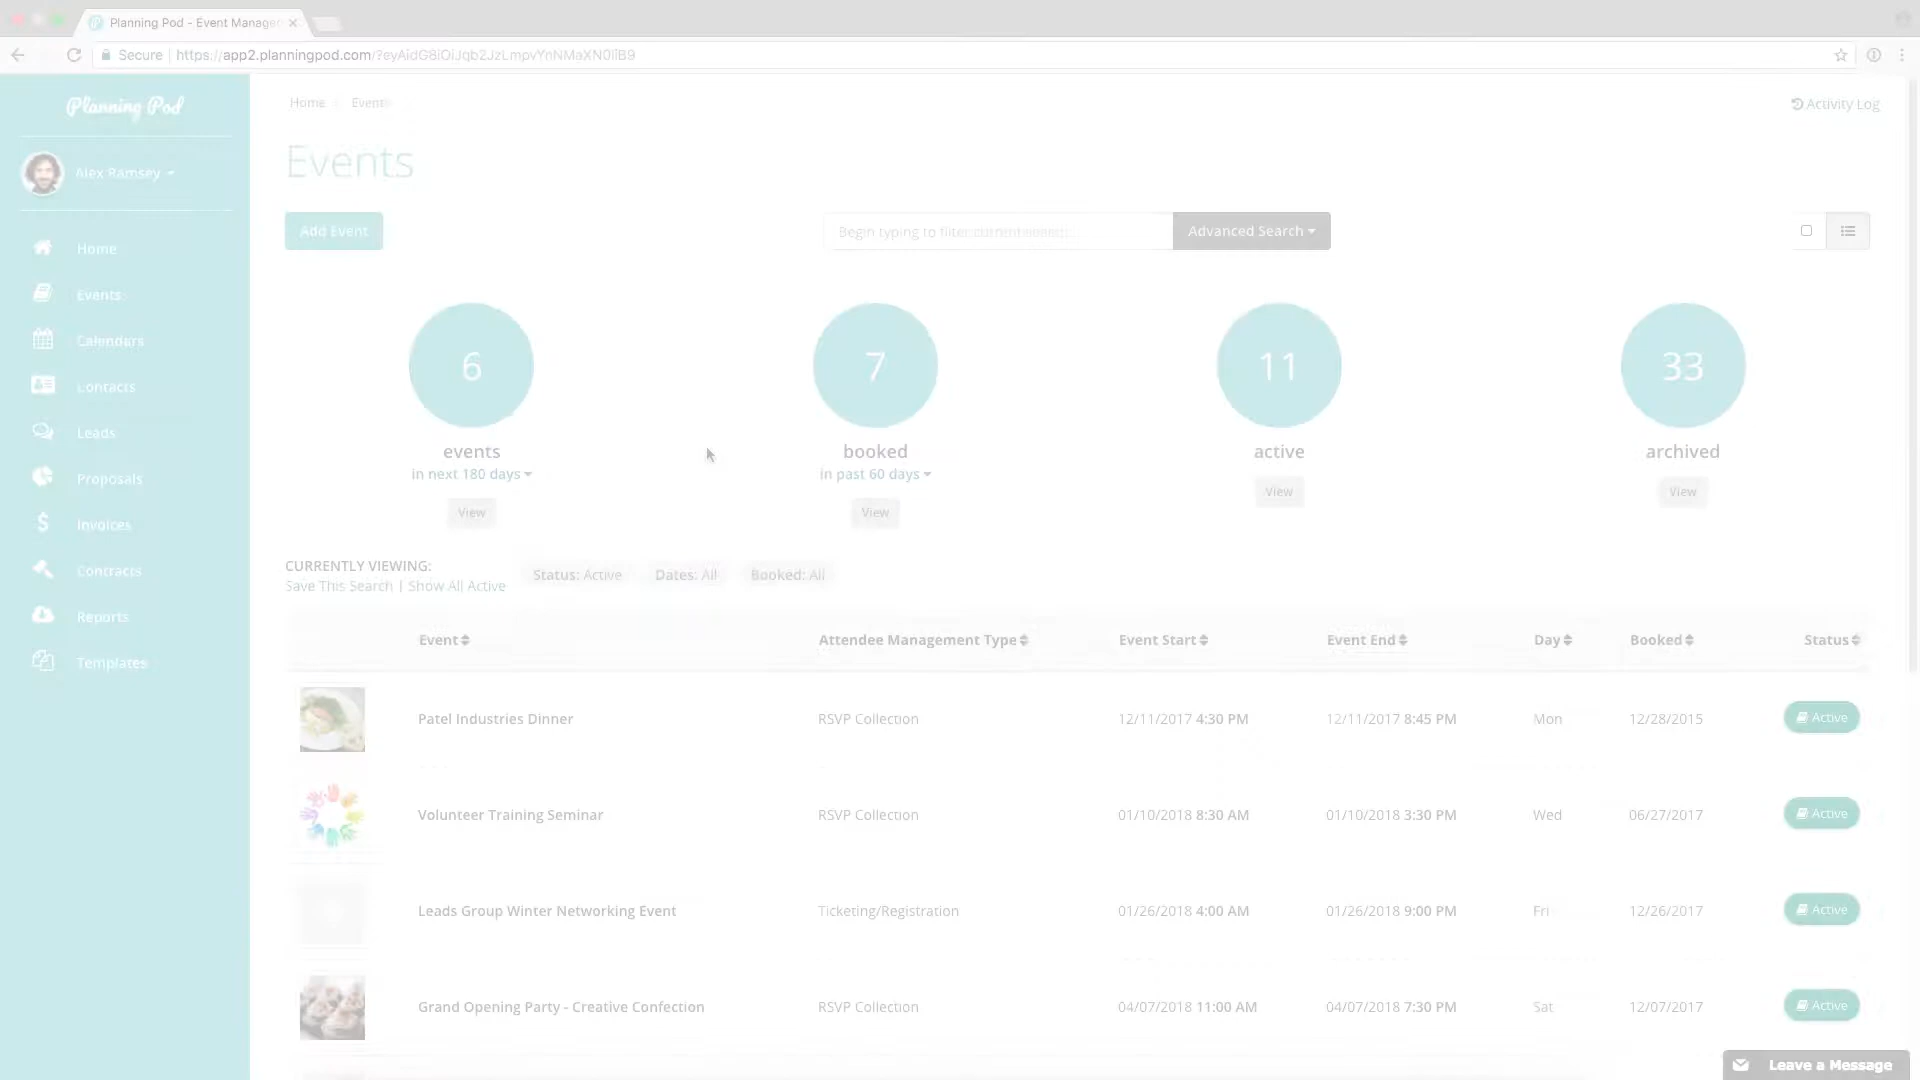 Planning Pod - Event Manager
Secure https://app2.planningpod.com/?eyAidG8iOiJqb2JzLmpvYnNMaXN0IiB9
Planning Pod
Home Events
Activity Log
Alex Ramsey
Events
Add Event
Begin typing to filter current results...
Advanced Search
Home
Events
Calendars
Contacts
Leads
Proposals
Invoices
Contracts
Reports
Templates
6
7
11
33
events
booked
active
archived
in next 180 days
in past 60 days
View
View
View
View
CURRENTLY VIEWING:
Save This Search | Show All Active
Status: Active
Dates: All
Booked: All
Event Attendee Management Type Event Start Event End Day Booked Status
Patel Industries Dinner RSVP Collection 12/11/2017 4:30 PM 12/11/2017 8:45 PM Mon 12/28/2015 Active
Volunteer Training Seminar RSVP Collection 01/10/2018 8:30 AM 01/10/2018 3:30 PM Wed 06/27/2017 Active
Leads Group Winter Networking Event Ticketing/Registration 01/26/2018 4:00 AM 01/26/2018 9:00 PM Fri 12/26/2017 Active
Grand Opening Party - Creative Confection RSVP Collection 04/07/2018 11:00 AM 04/07/2018 7:30 PM Sat 12/07/2017 Active
Leave a Message